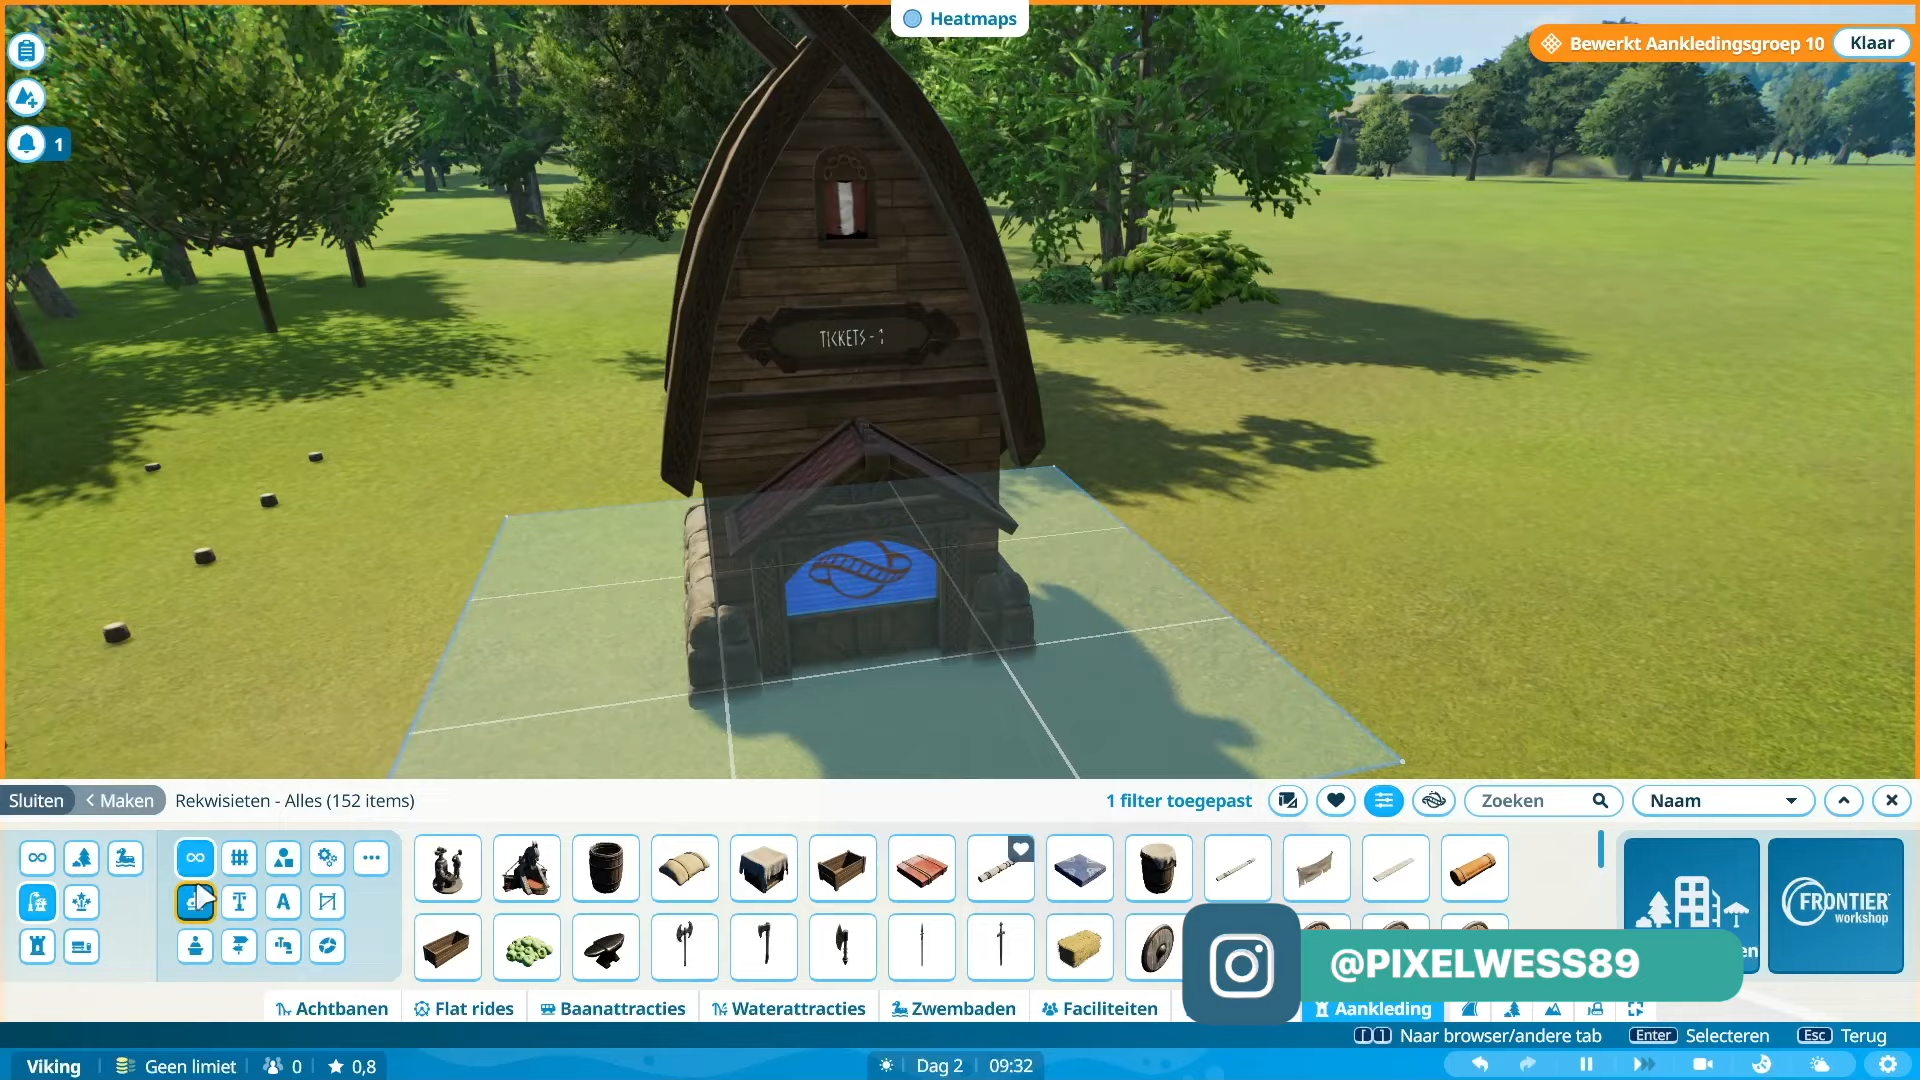 Heatmaps
Bewerkt Aankledingsgroep 10
Klaar
1
TICKETS - 1
Sluiten
Maken
Rekwisieten - Alles (152 items)
1 filter toegepast
Zoeken
Naam
FRONTIER
workshop
en
@PIXELWESS89
Achtbanen
Flat rides
Baanattracties
Waterattracties
Zwembaden
Faciliteiten
Aankleding
Naar browser/andere tab
Enter
Selecteren
Esc
Terug
Viking
Geen limiet
0
0,8
Dag 2
09:32